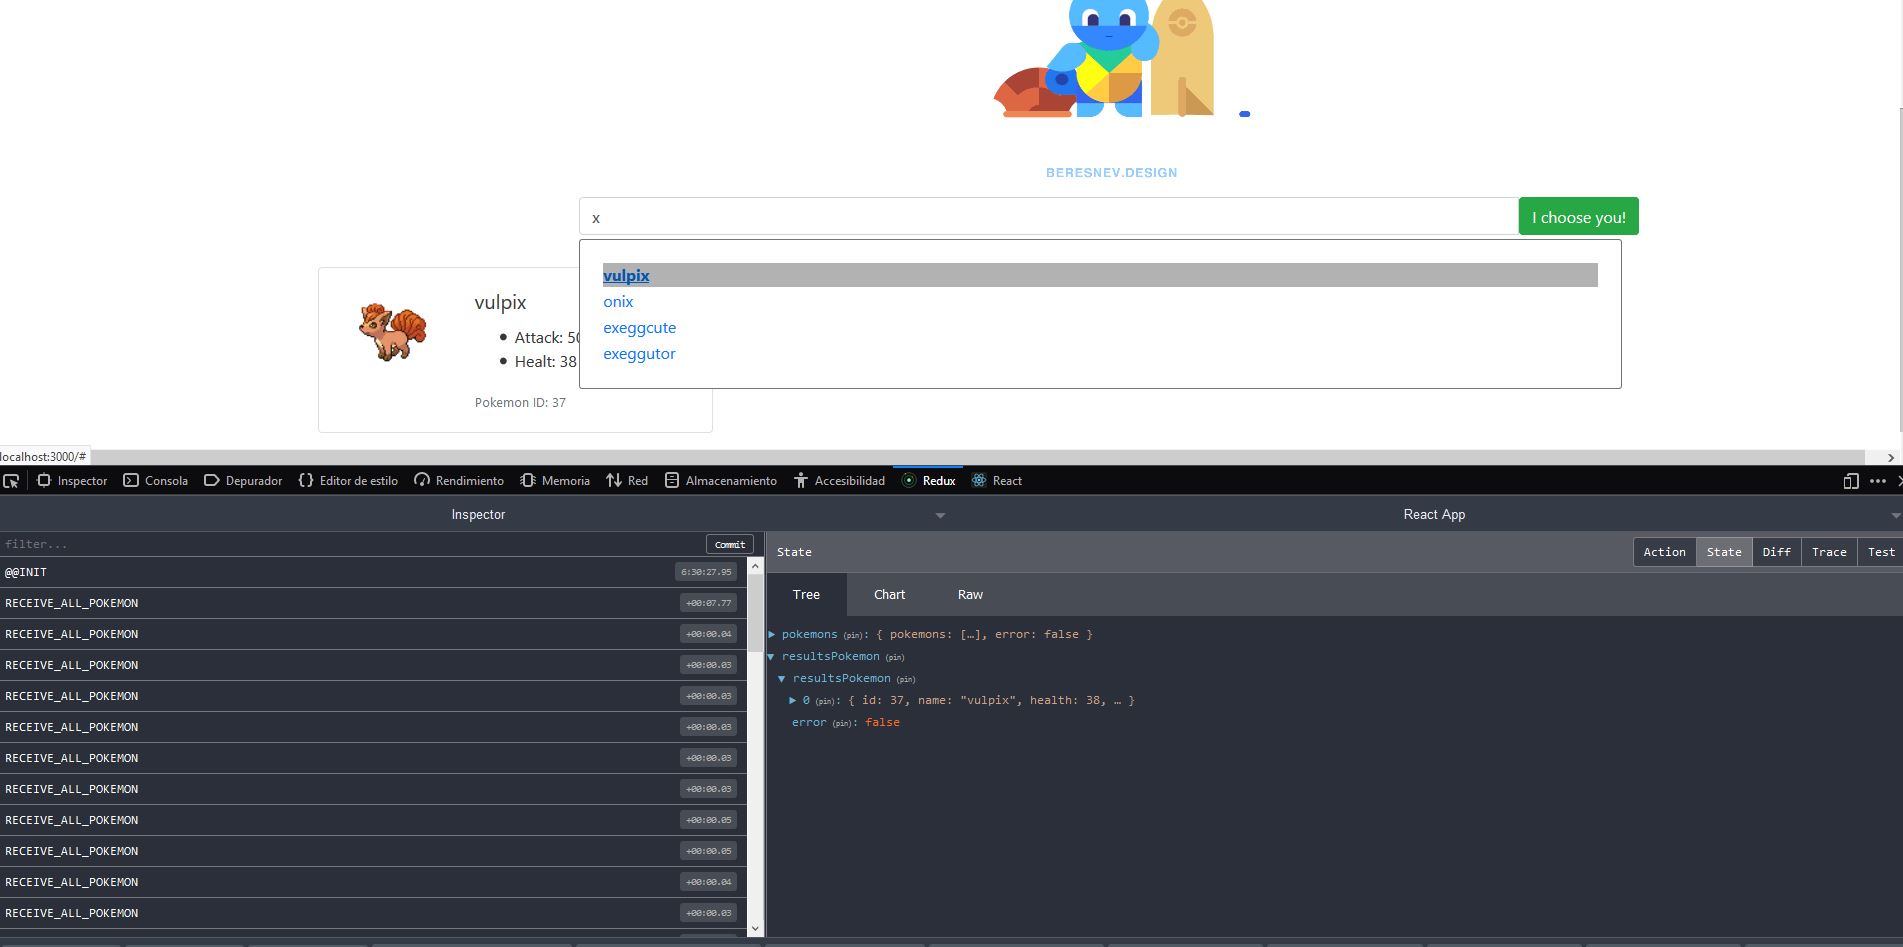 BERESNEV.DESIGN
x
I choose you!
vulpix
onix
exeggcute
exeggutor
vulpix
Attack: 50
Healt: 38
Pokemon ID: 37
localhost:3000/#
Inspector Consola Depurador Editor de estilo Rendimiento Memoria Red Almacenamiento Accesibilidad Redux React
Inspector React App
filter... Commit
@@INIT 6:30:27.95
RECEIVE_ALL_POKEMON +00:07.77
RECEIVE_ALL_POKEMON +00:00.04
RECEIVE_ALL_POKEMON +00:00.03
RECEIVE_ALL_POKEMON +00:00.03
RECEIVE_ALL_POKEMON +00:00.03
RECEIVE_ALL_POKEMON +00:00.03
RECEIVE_ALL_POKEMON +00:00.03
RECEIVE_ALL_POKEMON +00:00.05
RECEIVE_ALL_POKEMON +00:00.05
RECEIVE_ALL_POKEMON +00:00.04
RECEIVE_ALL_POKEMON +00:00.03
State Action State Diff Trace Test
Tree Chart Raw
pokemons (pin): { pokemons: […], error: false }
resultsPokemon (pin)
resultsPokemon (pin)
0 (pin): { id: 37, name: "vulpix", health: 38, … }
error (pin): false